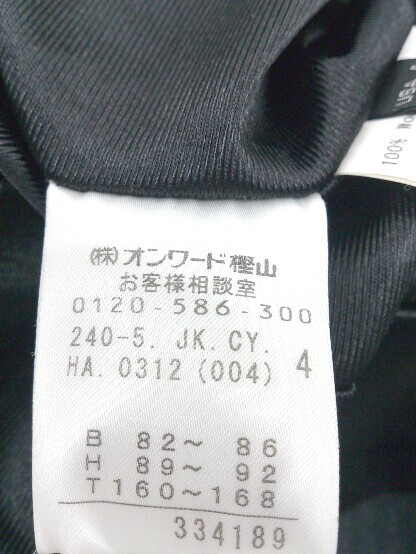 (株)オンワード樫山
お客様相談室
0120-586-300
240-5. JK. CY.
HA. 0312 (004) 4
B 82～ 86
H 89～ 92
T160～168
334189
100%